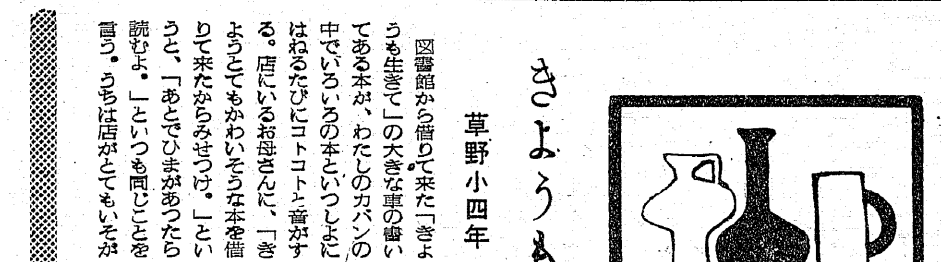 きょうも
草野小四年
図書館から借りて来た「きよ
うも生きて」の大きな車の書い
てある本が、わたしのカバンの
中でいろいろの本といつしよに
はねるたびにコトコトと音がす
る。店にいるお母さんに、「き
ようとてもかわいそうな本を借
りて来たからみせつけ。」とい
うと、「あとでひまがあつたら
読むよ。」といつも同じことを
言う。うちは店がとてもいそが